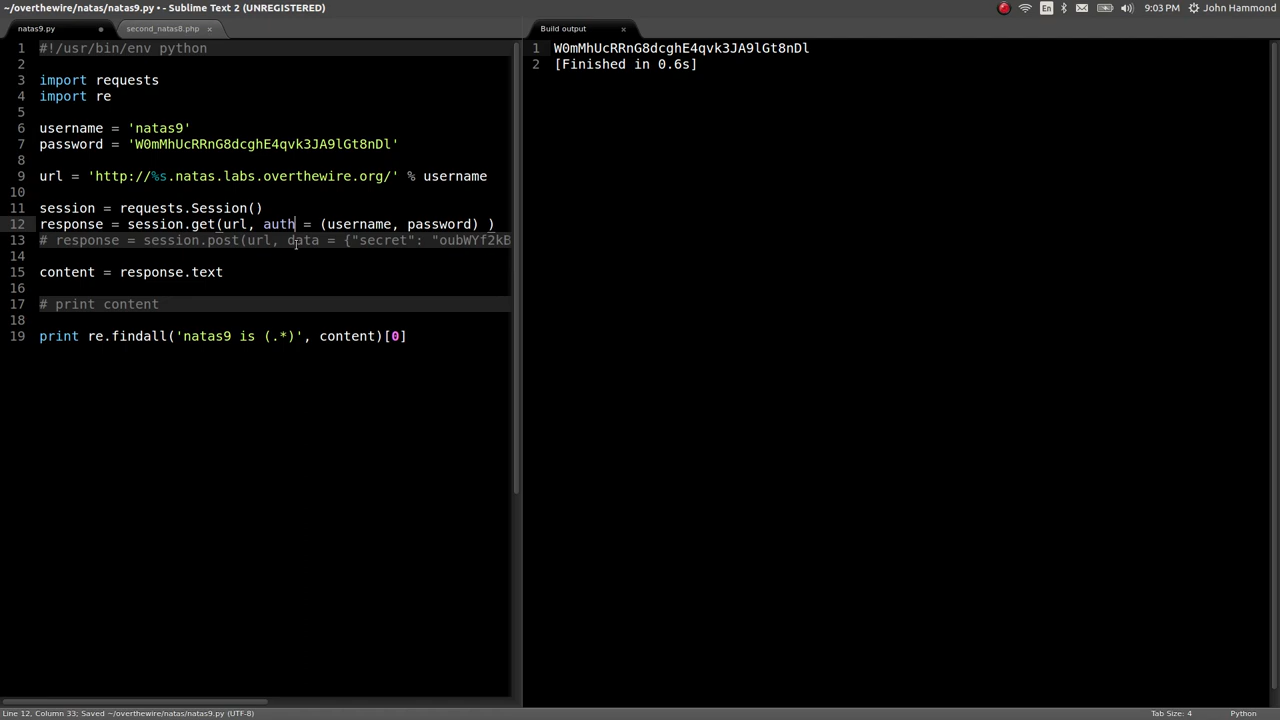 ~/overthewire/natas/natas9.py • - Sublime Text 2 (UNREGISTERED)
En
9:03 PM
John Hammond
natas9.py
second_natas8.php ×
Build output ×
1 #!/usr/bin/env python
2
3 import requests
4 import re
5
6 username = 'natas9'
7 password = 'W0mMhUcRRnG8dcghE4qvk3JA9lGt8nDl'
8
9 url = 'http://%s.natas.labs.overthewire.org/' % username
10
11 session = requests.Session()
12 response = session.get(url, auth = (username, password) )
13 # response = session.post(url, data = {"secret": "oubWYf2kB
14
15 content = response.text
16
17 # print content
18
19 print re.findall('natas9 is (.*)', content)[0]
1 W0mMhUcRRnG8dcghE4qvk3JA9lGt8nDl
2 [Finished in 0.6s]
Line 12, Column 33; Saved ~/overthewire/natas/natas9.py (UTF-8)
Tab Size: 4
Python